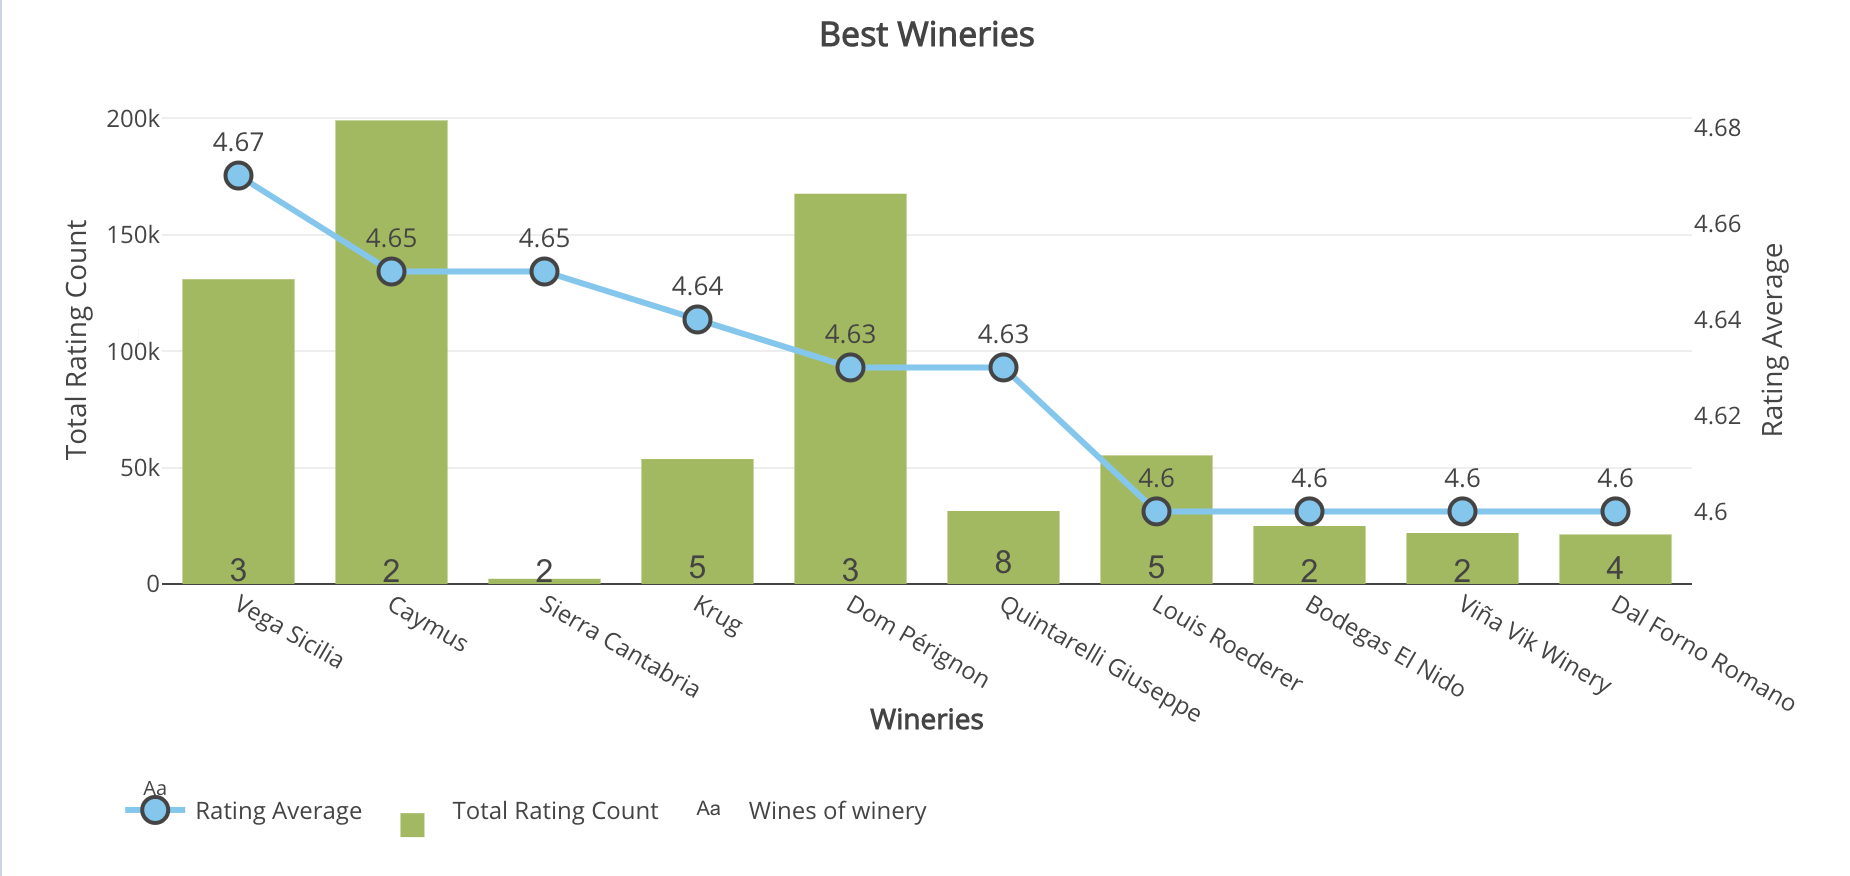 Best Wineries
200k
150k
100k
50k
0
Total Rating Count
4.67
4.65
4.65
4.64
4.63
4.63
4.6
4.6
4.6
4.6
3
2
2
5
3
8
5
2
2
4
4.68
4.66
4.64
4.62
4.6
Rating Average
Vega Sicilia
Caymus
Sierra Cantabria
Krug
Dom Pérignon
Quintarelli Giuseppe
Louis Roederer
Bodegas El Nido
Viña Vik Winery
Dal Forno Romano
Wineries
Aa
Rating Average
Total Rating Count
Aa
Wines of winery